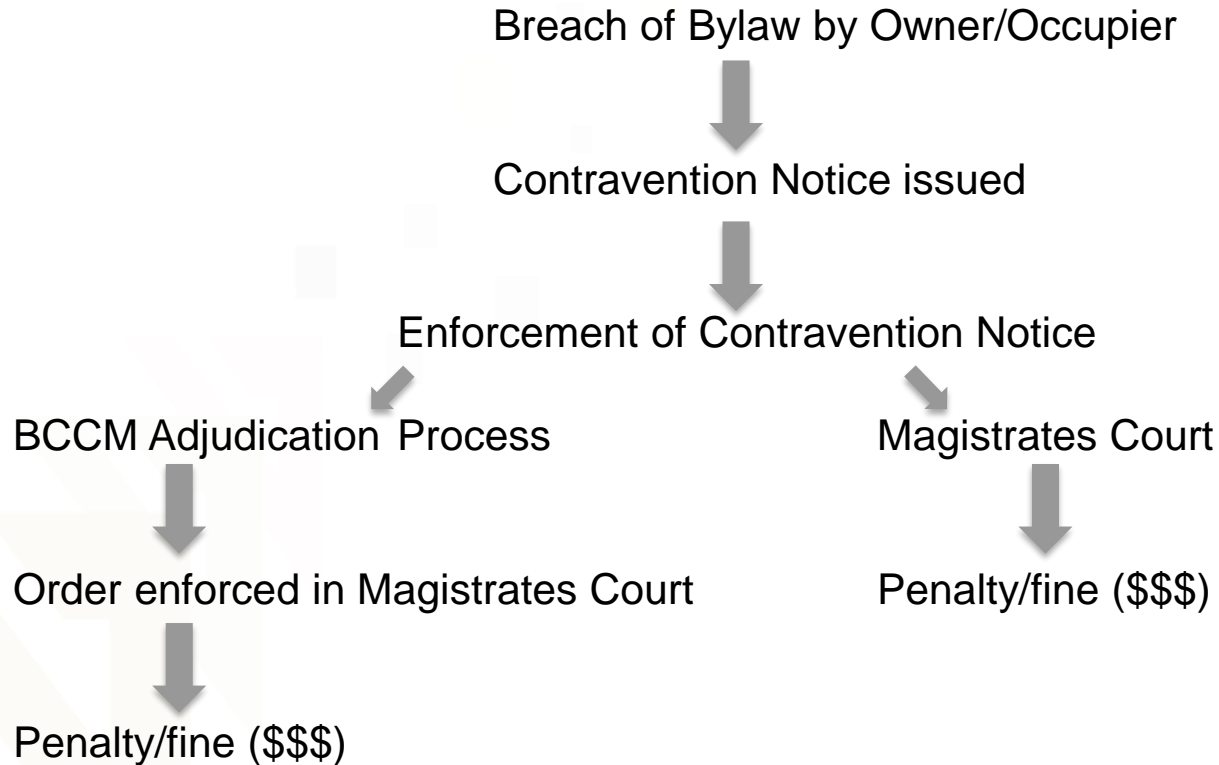 Breach of Bylaw by Owner/Occupier
Contravention Notice issued
Enforcement of Contravention Notice
BCCM Adjudication Process
Magistrates Court
Order enforced in Magistrates Court
Penalty/fine ($$$)
Penalty/fine ($$$)